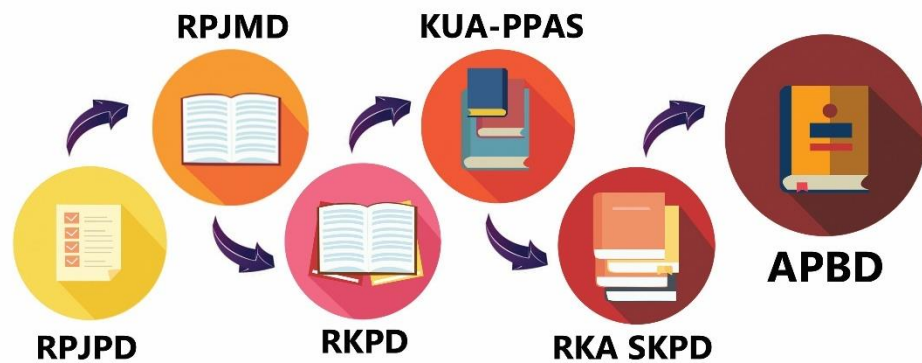 RPJMD
KUA-PPAS
RPJPD
RKPD
RKA SKPD
APBD